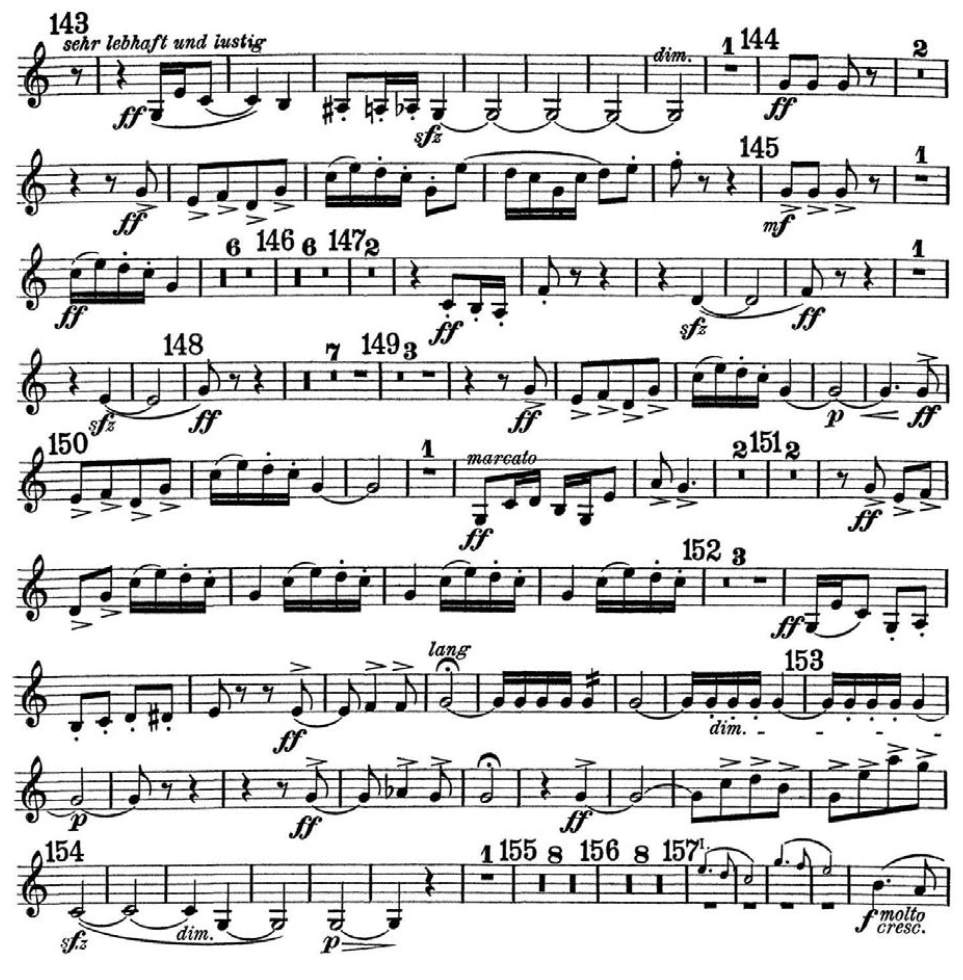 143
sehr lebhaft und lustig
ff sfz dim. 1 144 ff 2
ff 145 mf 1
ff 6 146 6 147 2 ff sfz ff 1
sfz 148 ff 7 149 3 ff p ff
150 1 marcato ff 2 151 2 ff
152 3 ff
ff lang dim. 153
p ff ff
154 sfz dim. p 1 155 8 156 8 157 I. f molto cresc.